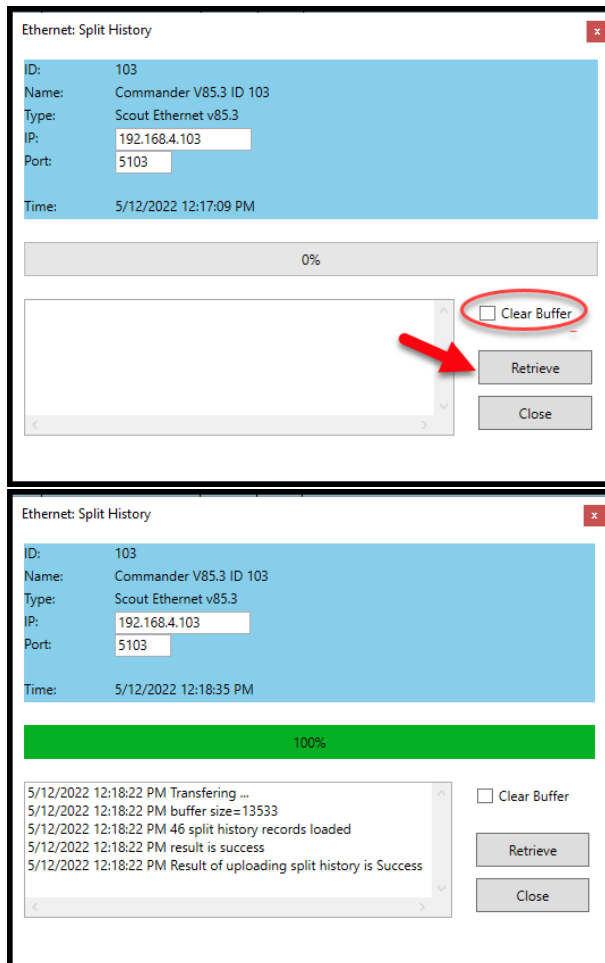 Ethernet: Split History
x
ID: 103
Name: Commander V85.3 ID 103
Type: Scout Ethernet v85.3
IP: 192.168.4.103
Port: 5103
Time: 5/12/2022 12:17:09 PM
0%
Clear Buffer
Retrieve
Close
Ethernet: Split History
x
ID: 103
Name: Commander V85.3 ID 103
Type: Scout Ethernet v85.3
IP: 192.168.4.103
Port: 5103
Time: 5/12/2022 12:18:35 PM
100%
5/12/2022 12:18:22 PM Transfering ...
5/12/2022 12:18:22 PM buffer size=13533
5/12/2022 12:18:22 PM 46 split history records loaded
5/12/2022 12:18:22 PM result is success
5/12/2022 12:18:22 PM Result of uploading split history is Success
Clear Buffer
Retrieve
Close